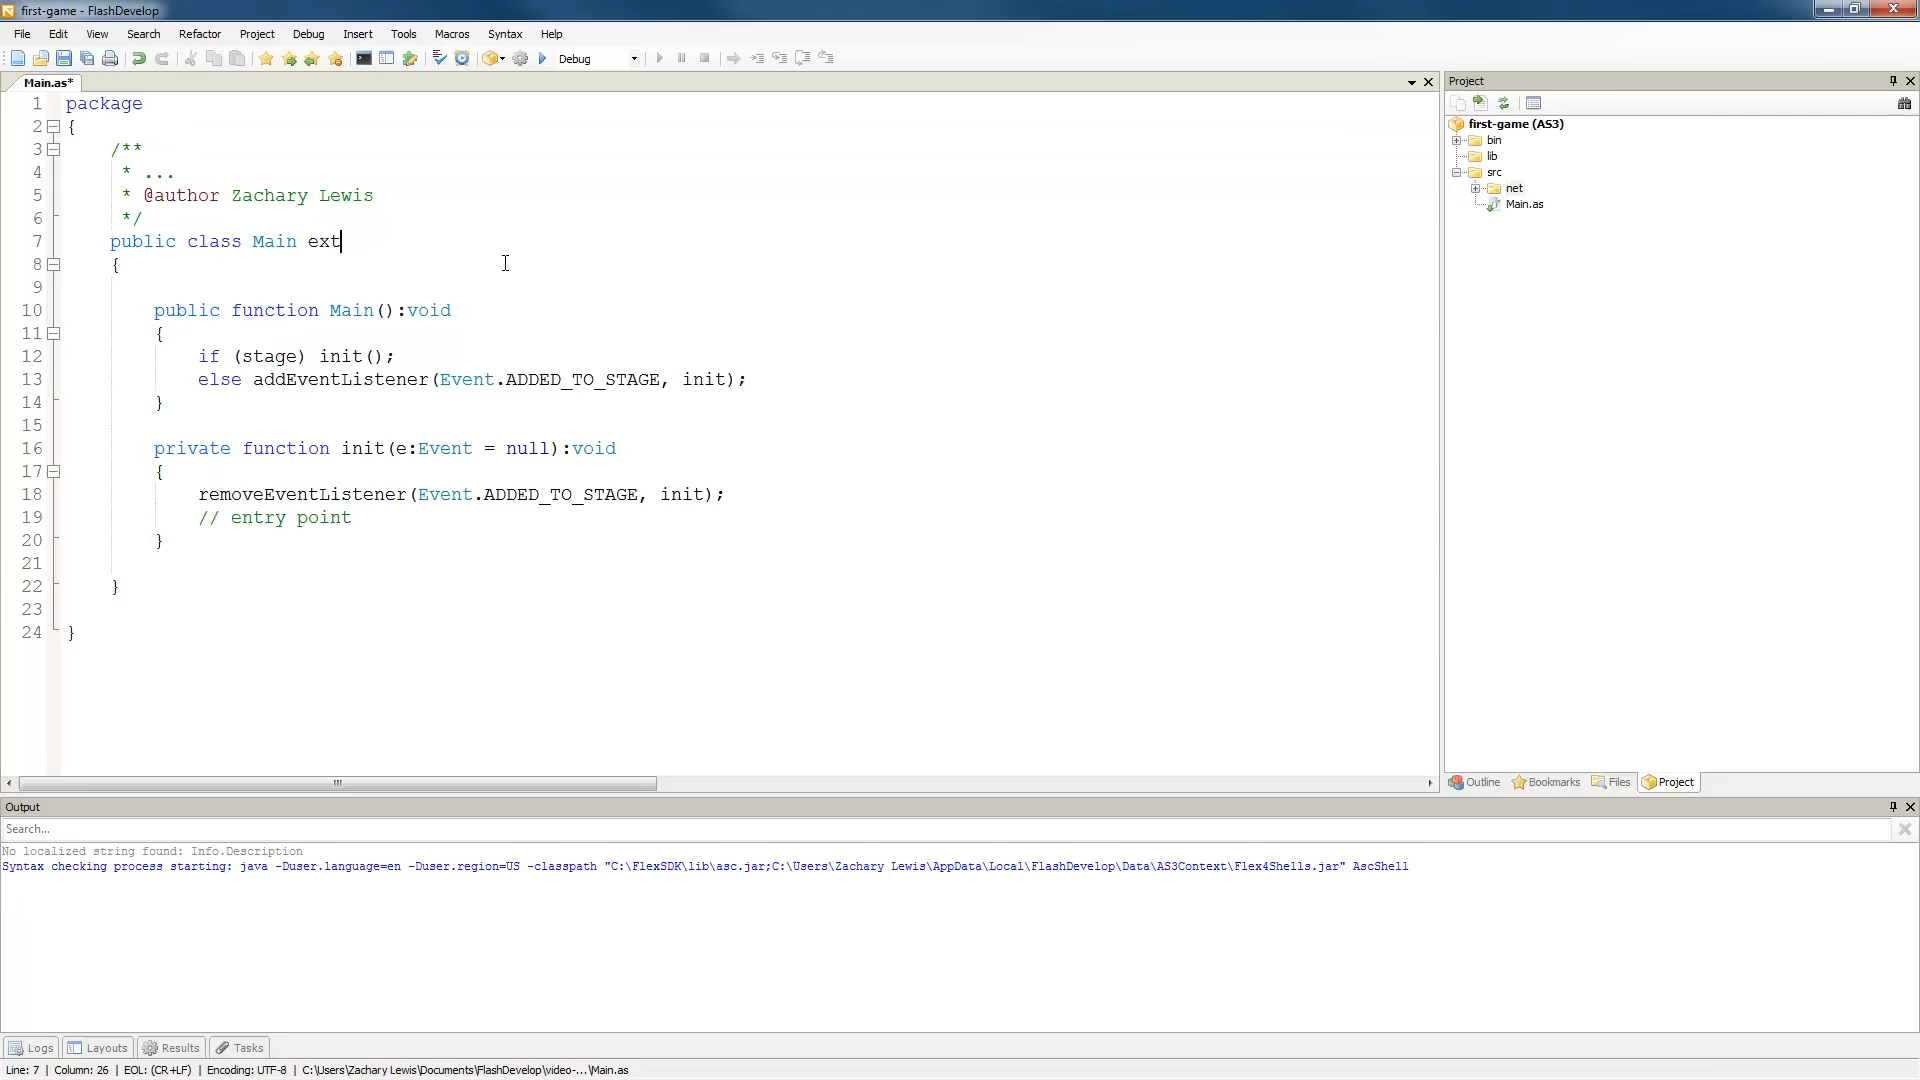 first-game - FlashDevelop
File Edit View Search Refactor Project Debug Insert Tools Macros Syntax Help
Debug
Main.as*
1 package
2 {
3 /**
4 * ...
5 * @author Zachary Lewis
6 */
7 public class Main ext
8 {
9
10 public function Main():void
11 {
12 if (stage) init();
13 else addEventListener(Event.ADDED_TO_STAGE, init);
14 }
15
16 private function init(e:Event = null):void
17 {
18 removeEventListener(Event.ADDED_TO_STAGE, init);
19 // entry point
20 }
21
22 }
23
24 }
Project
first-game (AS3)
bin
lib
src
net
Main.as
Outline Bookmarks Files Project
Output
Search...
No localized string found: Info.Description
Syntax checking process starting: java -Duser.language=en -Duser.region=US -classpath "C:\FlexSDK\lib\asc.jar;C:\Users\Zachary Lewis\AppData\Local\FlashDevelop\Data\AS3Context\Flex4Shells.jar" AscShell
Logs Layouts Results Tasks
Line: 7 | Column: 26 | EOL: (CR+LF) | Encoding: UTF-8 | C:\Users\Zachary Lewis\Documents\FlashDevelop\video-...\Main.as